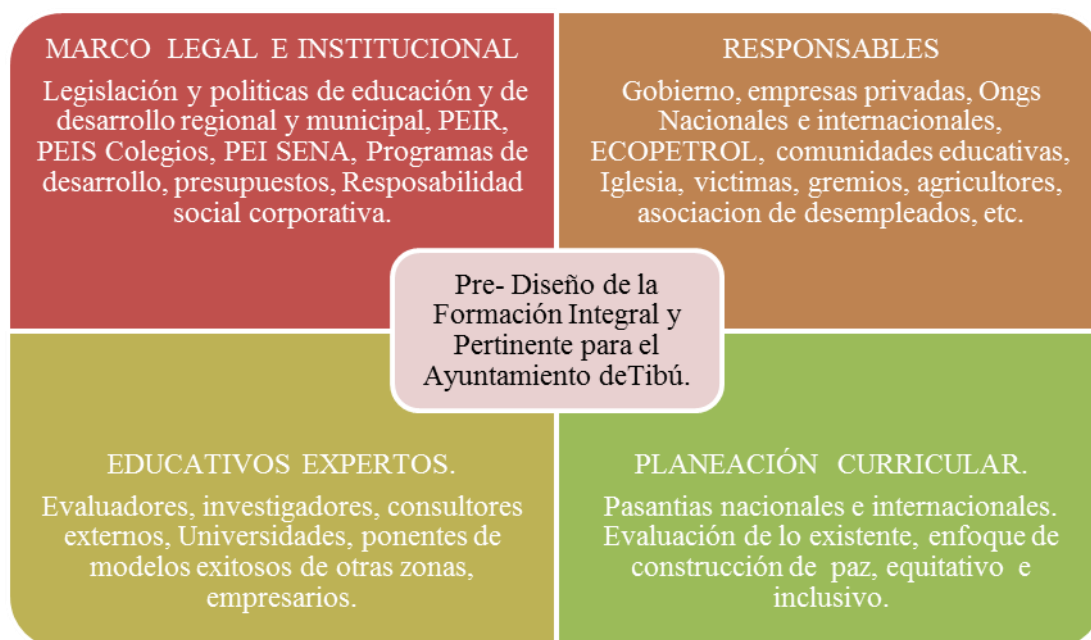 MARCO LEGAL E INSTITUCIONAL
Legislación y politicas de educación y de
desarrollo regional y municipal, PEIR,
PEIS Colegios, PEI SENA, Programas de
desarrollo, presupuestos, Resposabilidad
social corporativa.
RESPONSABLES
Gobierno, empresas privadas, Ongs
Nacionales e internacionales,
ECOPETROL, comunidades educativas,
Iglesia, victimas, gremios, agricultores,
asociacion de desempleados, etc.
Pre- Diseño de la
Formación Integral y
Pertinente para el
Ayuntamiento deTibú.
EDUCATIVOS EXPERTOS.
Evaluadores, investigadores, consultores
externos, Universidades, ponentes de
modelos exitosos de otras zonas,
empresarios.
PLANEACIÓN CURRICULAR.
Pasantias nacionales e internacionales.
Evaluación de lo existente, enfoque de
construcción de paz, equitativo e
inclusivo.